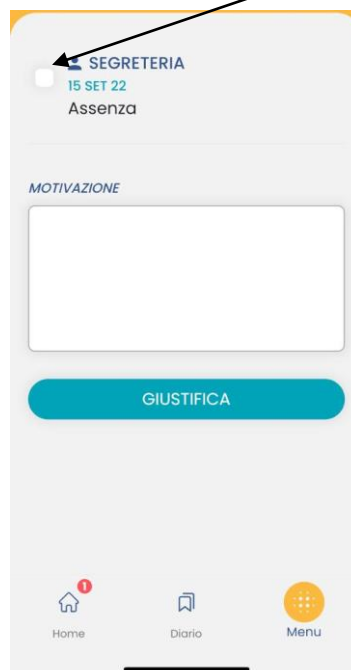 SEGRETERIA
15 SET 22
Assenza
MOTIVAZIONE
GIUSTIFICA
1
Home
Diario
Menu